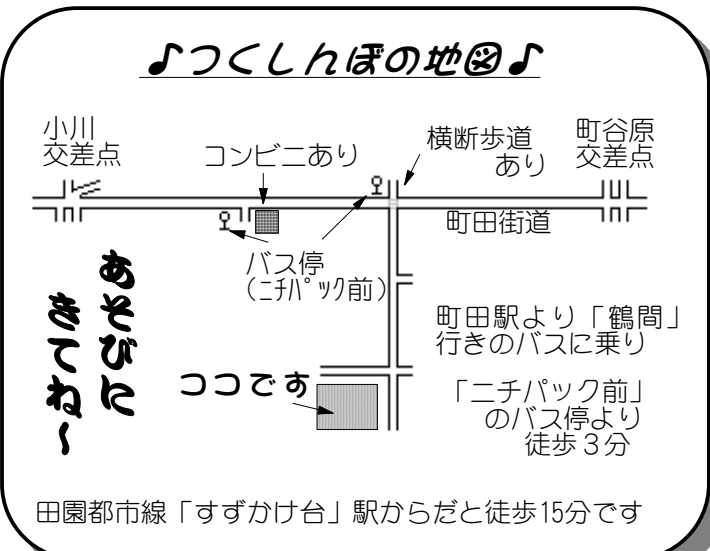 ♪つくしんぼの地図♪
小川
交差点
コンビニあり
横断歩道
あり
町谷原
交差点
町田街道
バス停
(ﾆﾁﾊﾟｯｸ前)
あそびに
きてね～
町田駅より「鶴間」
行きのバスに乗り
ココです
「ニチパック前」
のバス停より
徒歩３分
田園都市線「すずかけ台」駅からだと徒歩15分です